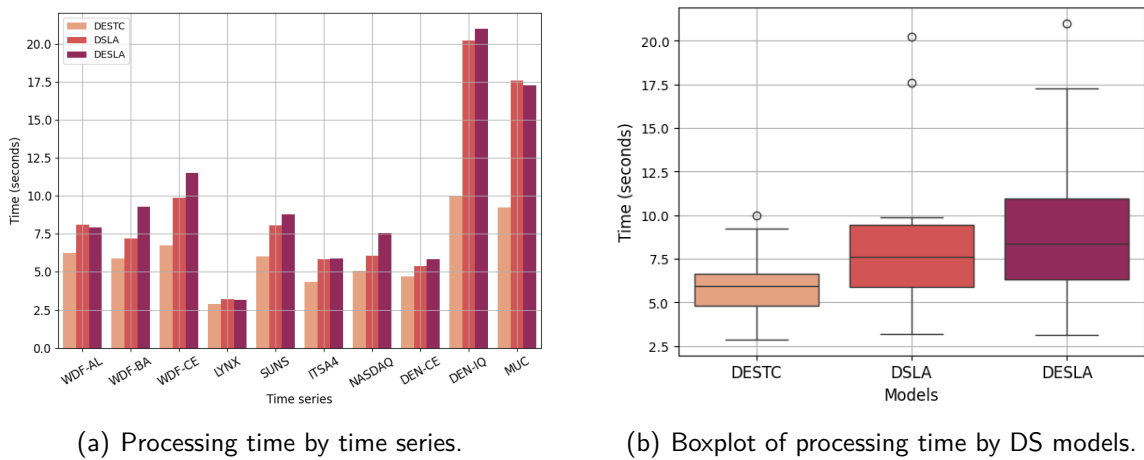 20.0
17.5
15.0
12.5
10.0
7.5
5.0
2.5
0.0
Time (seconds)
DESTC
DSLA
DESLA
WDF-AL
WDF-BA
WDF-CE
LYNX
SUNS
ITSA4
NASDAQ
DEN-CE
DEN-IQ
MUC
Time series
(a) Processing time by time series.
20.0
17.5
15.0
12.5
10.0
7.5
5.0
2.5
Time (seconds)
DESTC
DSLA
DESLA
Models
(b) Boxplot of processing time by DS models.